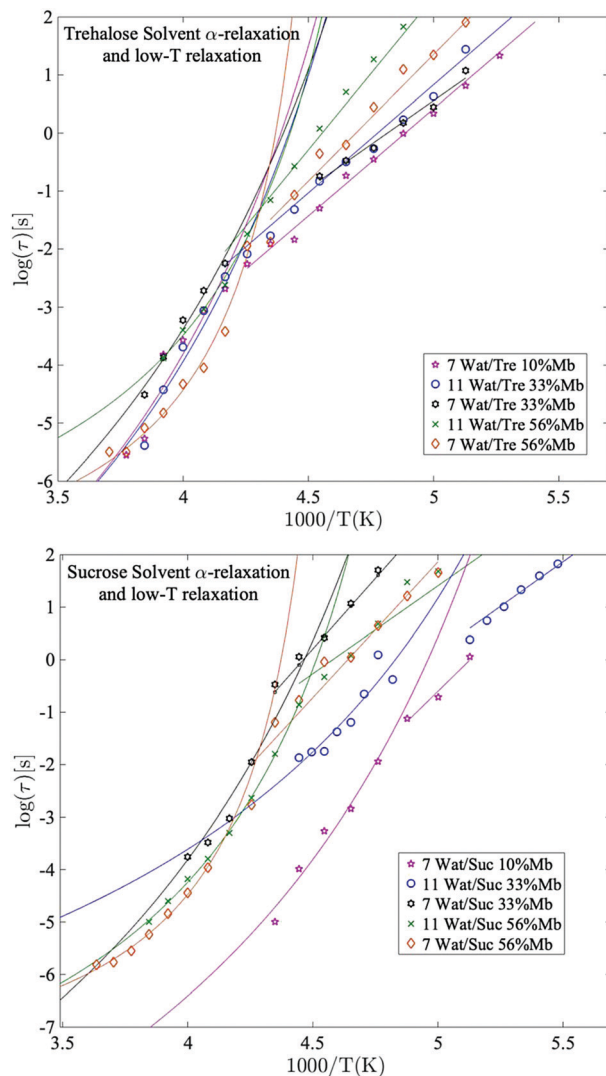 Trehalose Solvent α-relaxation
and low-T relaxation
2
1
0
-1
-2
-3
-4
-5
-6
log(τ)[s]
7 Wat/Tre 10%Mb
11 Wat/Tre 33%Mb
7 Wat/Tre 33%Mb
11 Wat/Tre 56%Mb
7 Wat/Tre 56%Mb
3.5 4 4.5 5 5.5
1000/T(K)
Sucrose Solvent α-relaxation
and low-T relaxation
2
1
0
-1
-2
-3
-4
-5
-6
-7
log(τ)[s]
7 Wat/Suc 10%Mb
11 Wat/Suc 33%Mb
7 Wat/Suc 33%Mb
11 Wat/Suc 56%Mb
7 Wat/Suc 56%Mb
3.5 4 4.5 5 5.5
1000/T(K)